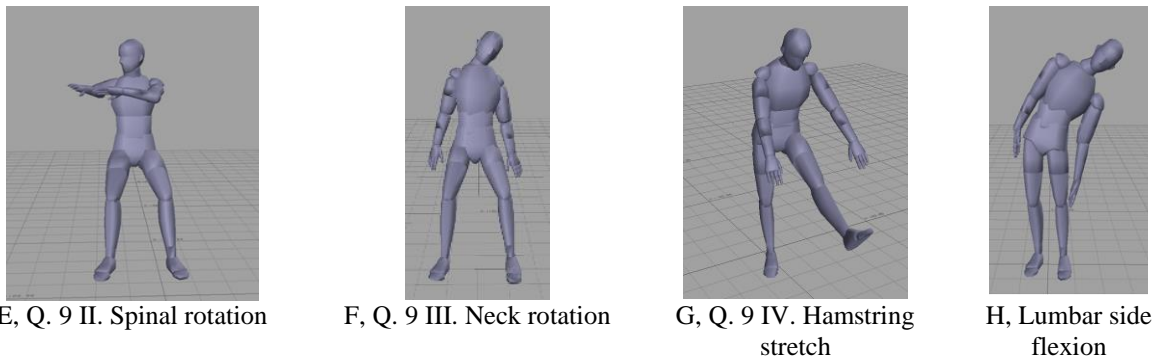 E, Q. 9 II. Spinal rotation
F, Q. 9 III. Neck rotation
G, Q. 9 IV. Hamstring
stretch
H, Lumbar side
flexion